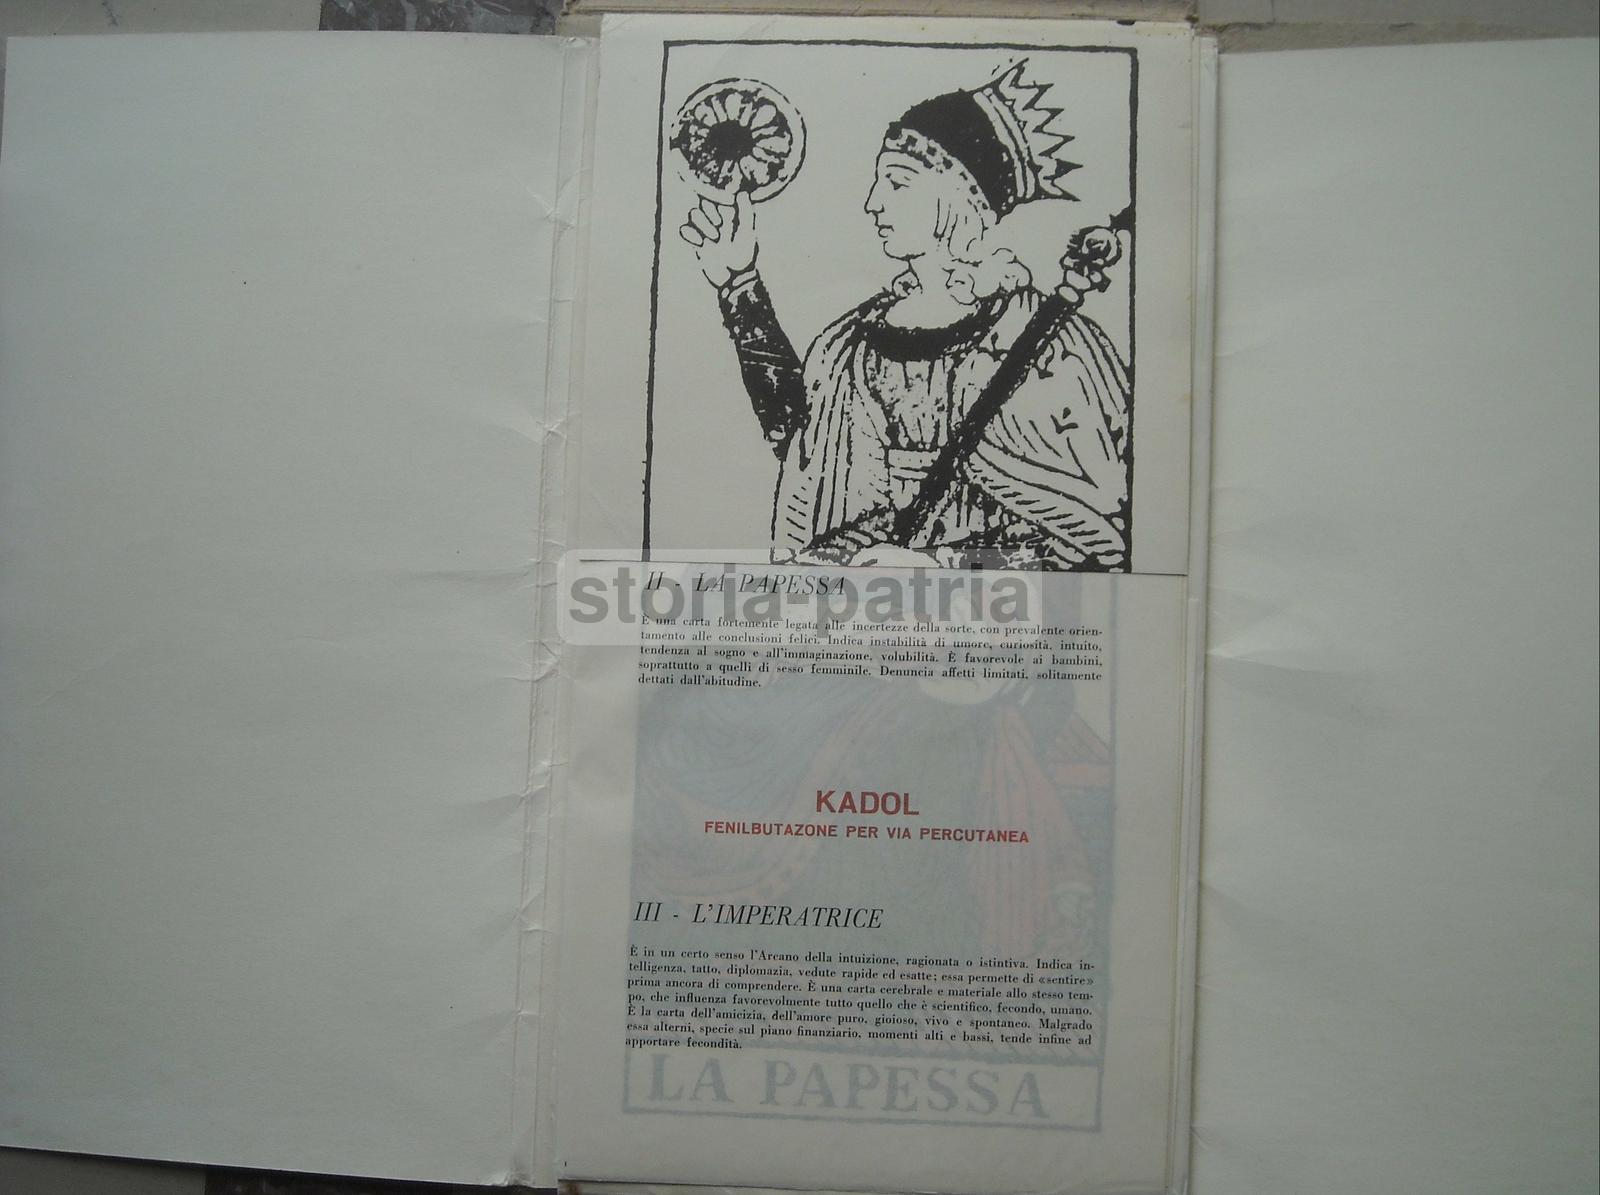 II - LA PAPESSA
storia-patria
È una carta fortemente legata alle incertezze della sorte, con prevalente orien-
tamento alle conclusioni felici. Indica instabilità di umore, curiosità, intuito,
tendenza al sogno e all'immaginazione, volubilità. È favorevole ai bambini,
soprattutto a quelli di sesso femminile. Denuncia affetti limitati, solitamente
dettati dall'abitudine.
KADOL
FENILBUTAZONE PER VIA PERCUTANEA
III - L'IMPERATRICE
È in un certo senso l'Arcano della intuizione, ragionata o istintiva. Indica in-
telligenza, tatto, diplomazia, vedute rapide ed esatte; essa permette di «sentire»
prima ancora di comprendere. È una carta cerebrale e materiale allo stesso tem-
po, che influenza favorevolmente tutto quello che è scientifico, fecondo, umano.
È la carta dell'amicizia, dell'amore puro, gioioso, vivo e spontaneo. Malgrado
essa alterni, specie sul piano finanziario, momenti alti e bassi, tende infine ad
apportare fecondità.
LA PAPESSA